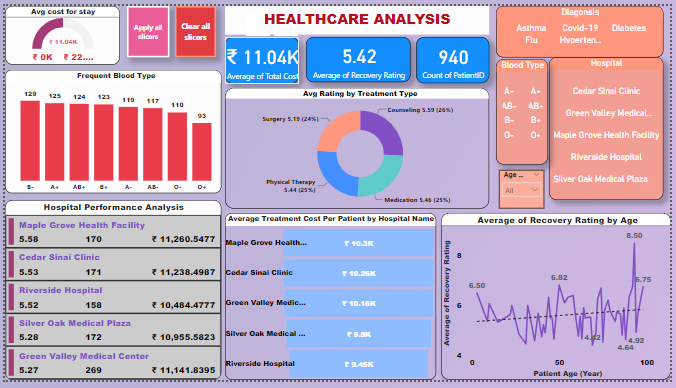 Avg cost for stay
₹ 11.04K
₹ 0K ₹ 22....
Apply all
slicers
Clear all
slicers
HEALTHCARE ANALYSIS
₹ 11.04K
Average of Total Cost
5.42
Average of Recovery Rating
940
Count of PatientID
Diagonsis
Asthma Covid-19 Diabetes
Flu Hyperten...
Frequent Blood Type
129 125 124 123 119 117 110 93
B- A+ AB+ B+ A- AB- O- O+
Avg Rating by Treatment Type
Counseling 5.59 (26%)
Surgery 5.19 (24%)
Physical Therapy
5.44 (25%)
Medication 5.46 (25%)
Blood Type
A- A+
AB- AB+
B- B+
O- O+
Hospital
Cedar Sinai Clinic
Green Valley Medical...
Maple Grove Health Facility
Riverside Hospital
Silver Oak Medical Plaza
Age ...
All
Hospital Performance Analysis
Maple Grove Health Facility
5.58 170 ₹ 11,260.5477
Cedar Sinai Clinic
5.53 171 ₹ 11,238.4987
Riverside Hospital
5.52 158 ₹ 10,484.4777
Silver Oak Medical Plaza
5.28 172 ₹ 10,955.5823
Green Valley Medical Center
5.27 269 ₹ 11,141.8395
Average Treatment Cost Per Patient by Hospital Name
Maple Grove Health... ₹ 10.3K
Cedar Sinai Clinic ₹ 10.26K
Green Valley Medic... ₹ 10.16K
Silver Oak Medical ... ₹ 9.8K
Riverside Hospital ₹ 9.45K
Average of Recovery Rating by Age
Average of Recovery Rating
8
6
4
6.50
6.82
4.42
8.50
6.75
4.64
4.92
0 50 100
Patient Age (Year)